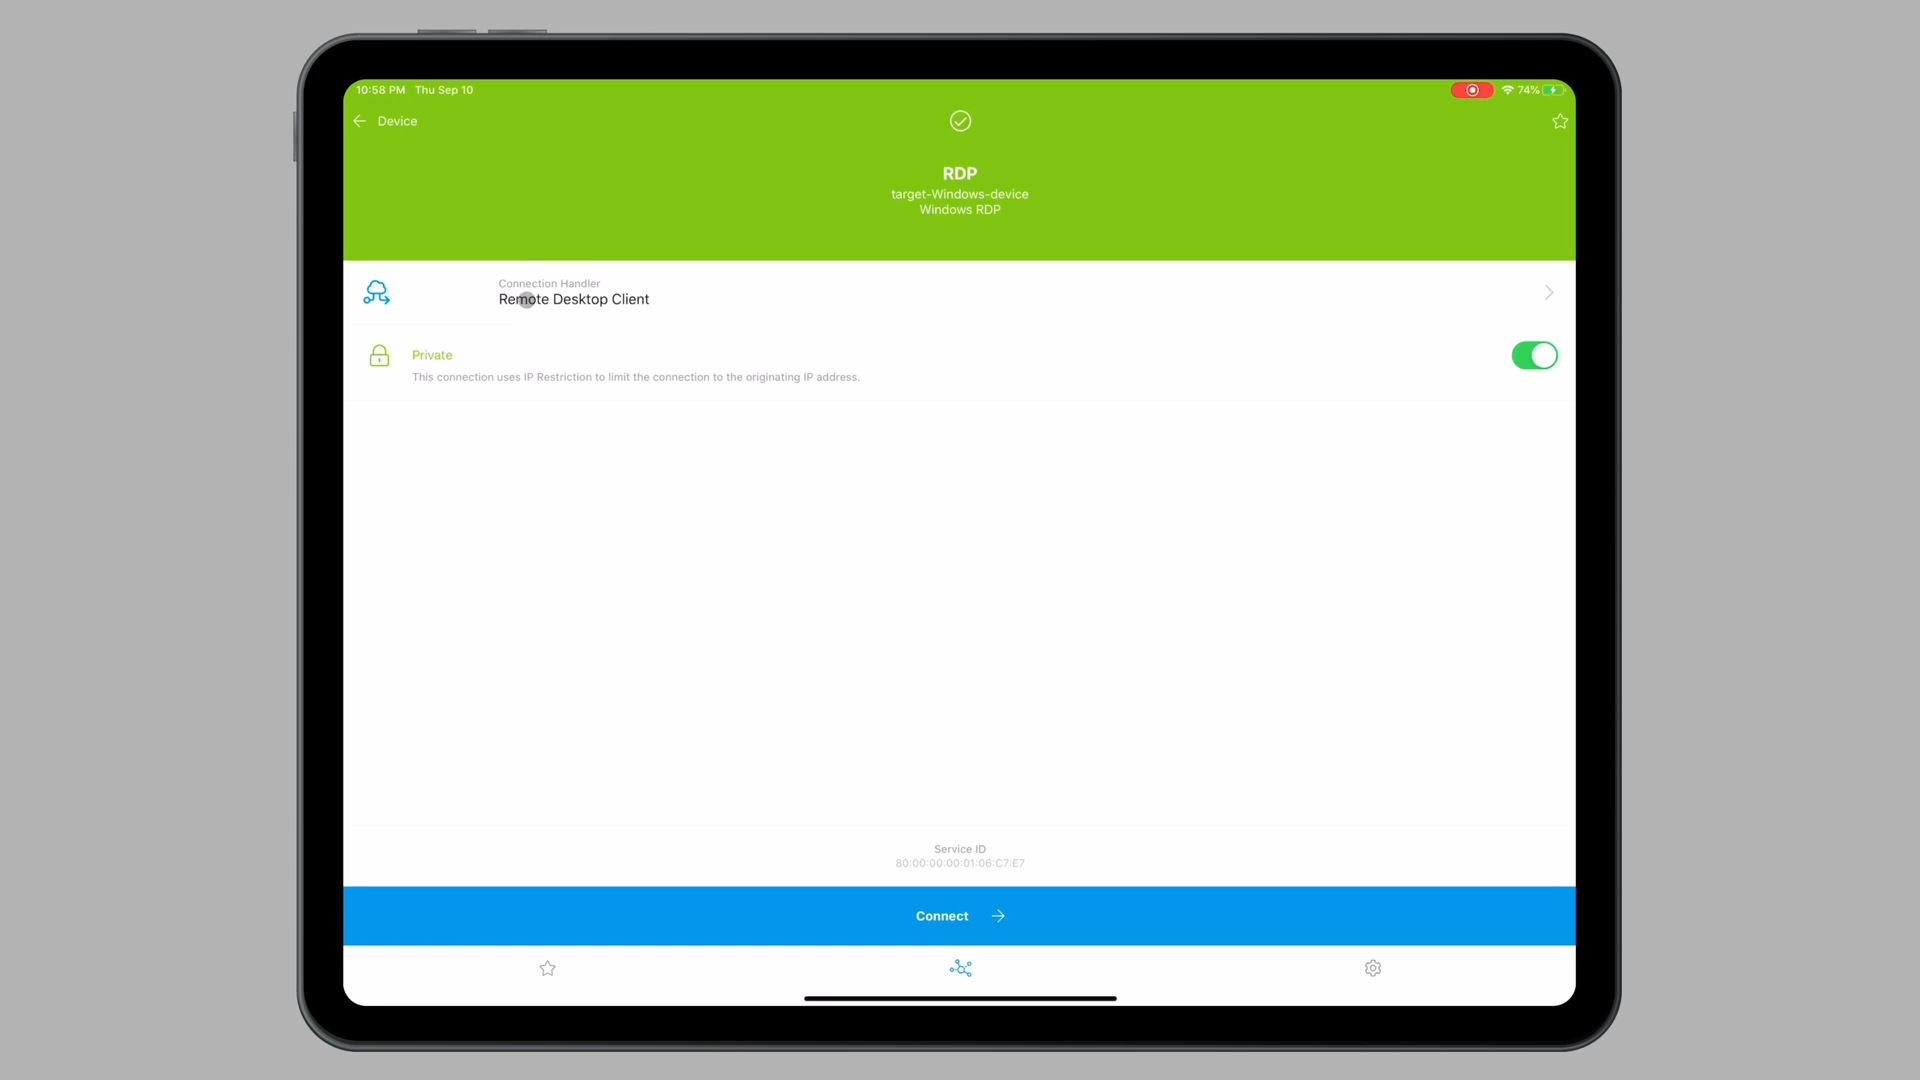 10:58 PM Thu Sep 10
74%
Device
RDP
target-Windows-device
Windows RDP
Connection Handler
Remote Desktop Client
Private
This connection uses IP Restriction to limit the connection to the originating IP address.
Service ID
80:00:00:00:01:06:C7:E7
Connect